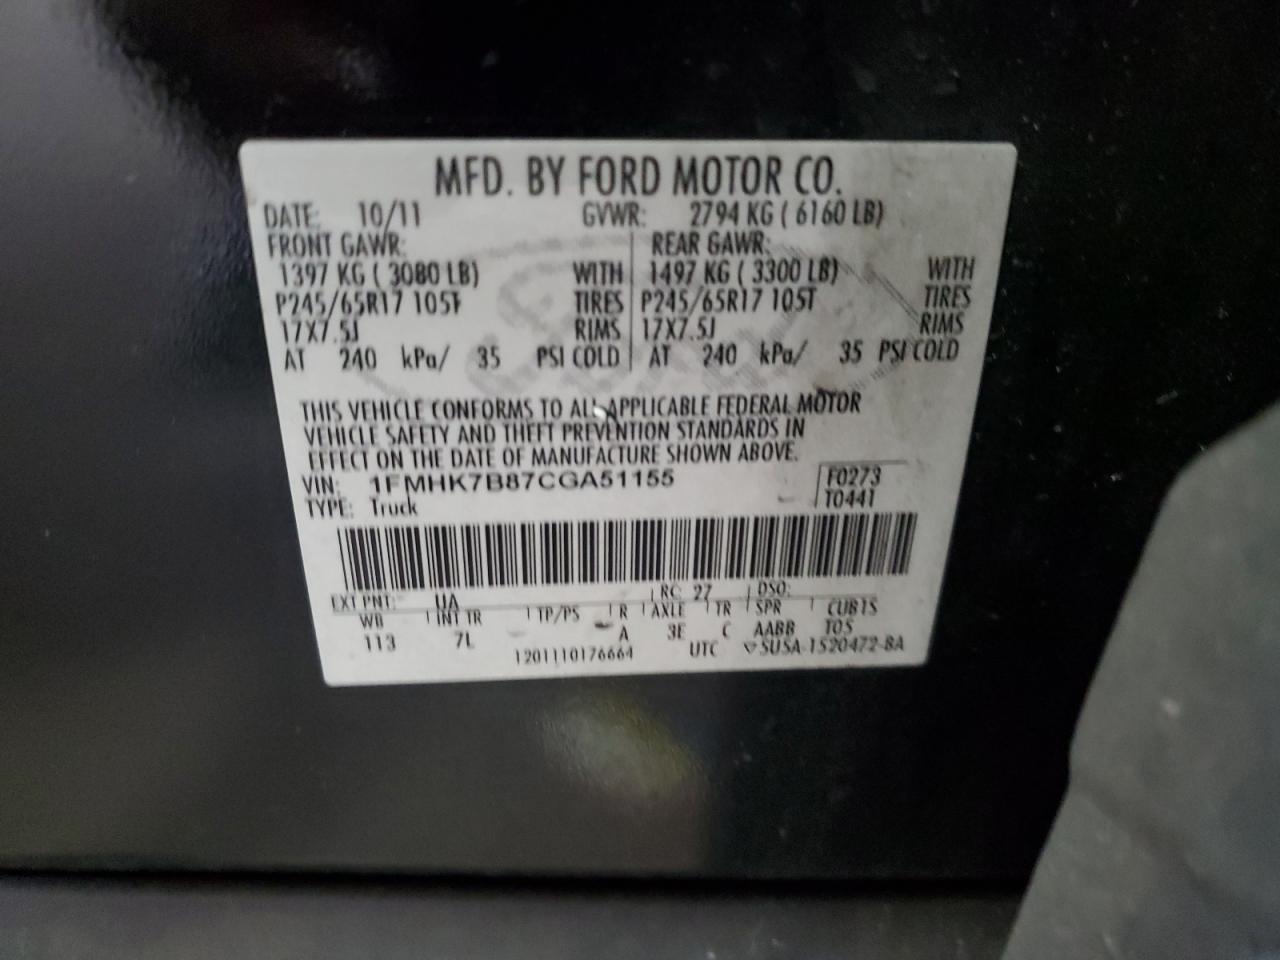 MFD. BY FORD MOTOR CO.
DATE: 10/11 GVWR: 2794 KG ( 6160 LB)
FRONT GAWR: REAR GAWR:
1397 KG ( 3080 LB) WITH 1497 KG ( 3300 LB) WITH
P245/65R17 105T TIRES P245/65R17 105T TIRES
17X7.5J RIMS 17X7.5J RIMS
AT 240 kPa/ 35 PSI COLD AT 240 kPa/ 35 PSI COLD
THIS VEHICLE CONFORMS TO ALL APPLICABLE FEDERAL MOTOR
VEHICLE SAFETY AND THEFT PREVENTION STANDARDS IN
EFFECT ON THE DATE OF MANUFACTURE SHOWN ABOVE.
VIN: 1FMHK7B87CGA51155 F0273
TYPE: Truck T0441
EXT PNT: UA RC: 27 DSO:
WB INT TR TP/PS R AXLE TR SPR CUBTS
113 7L A 3E C AABB TOS
1201110176664 UTC ▽5U5A-1520472-BA